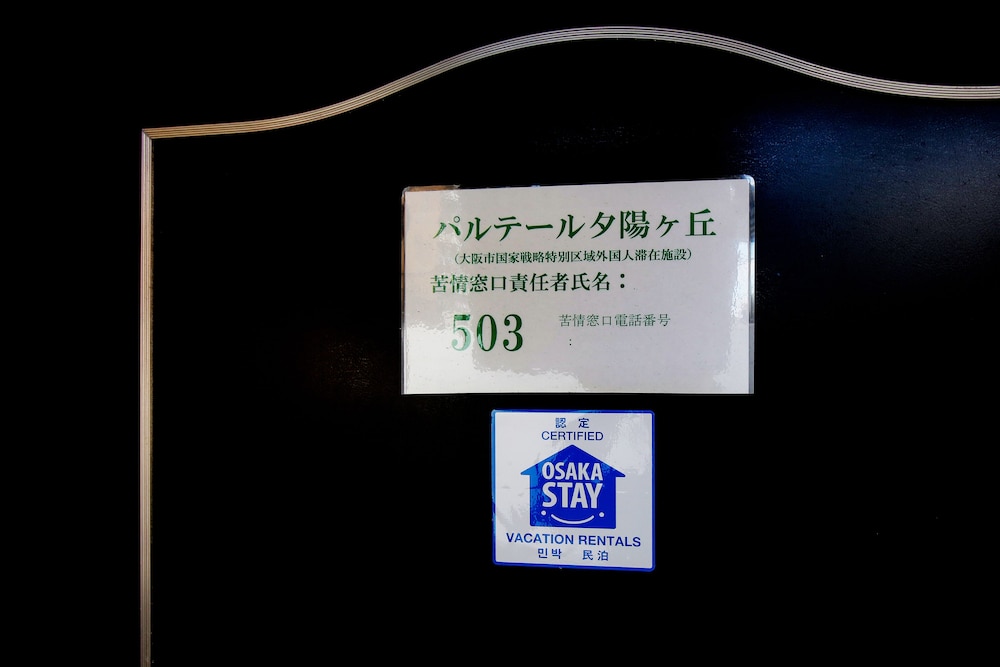 パルテール夕陽ヶ丘
(大阪市国家戦略特別区域外国人滞在施設)
苦情窓口責任者氏名：
503
苦情窓口電話番号
:
認 定
CERTIFIED
OSAKA
STAY
VACATION RENTALS
민박 民泊